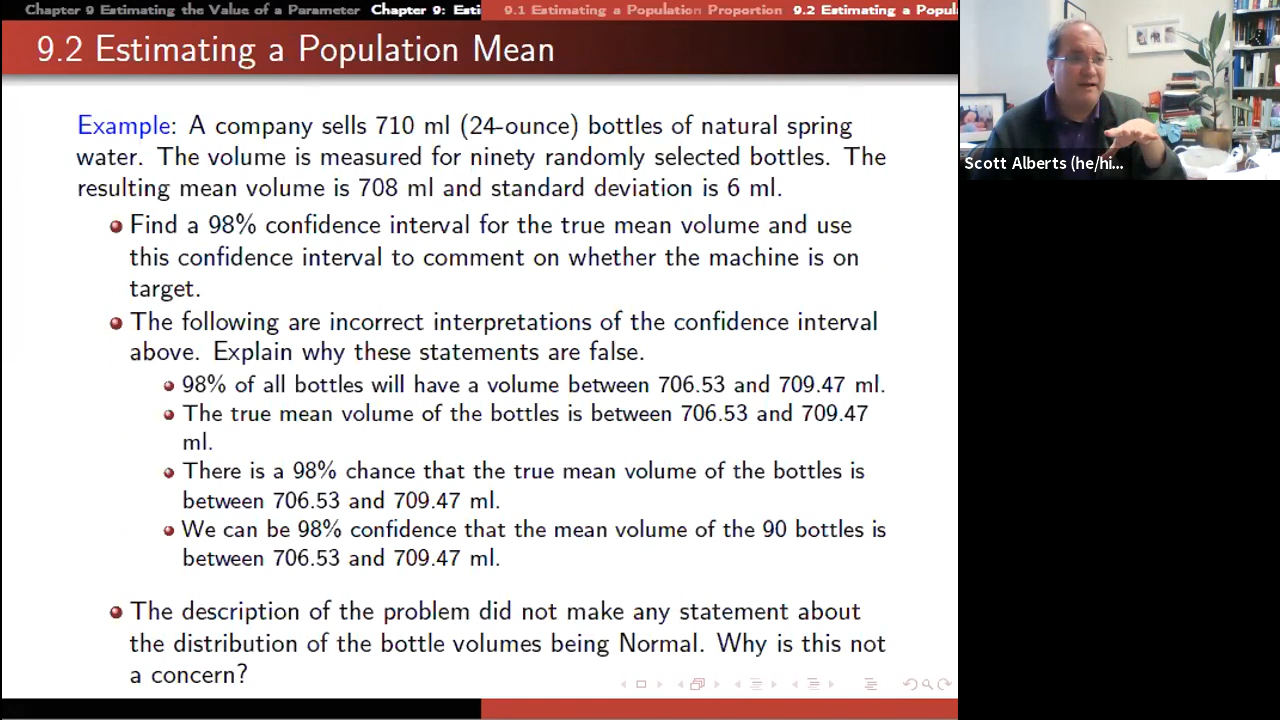 Chapter 9 Estimating the Value of a Parameter Chapter 9: Esti 9.1 Estimating a Population Proportion 9.2 Estimating a Popul
9.2 Estimating a Population Mean
Example: A company sells 710 ml (24-ounce) bottles of natural spring
water. The volume is measured for ninety randomly selected bottles. The
resulting mean volume is 708 ml and standard deviation is 6 ml.
Find a 98% confidence interval for the true mean volume and use
this confidence interval to comment on whether the machine is on
target.
The following are incorrect interpretations of the confidence interval
above. Explain why these statements are false.
98% of all bottles will have a volume between 706.53 and 709.47 ml.
The true mean volume of the bottles is between 706.53 and 709.47
ml.
There is a 98% chance that the true mean volume of the bottles is
between 706.53 and 709.47 ml.
We can be 98% confidence that the mean volume of the 90 bottles is
between 706.53 and 709.47 ml.
The description of the problem did not make any statement about
the distribution of the bottle volumes being Normal. Why is this not
a concern?
Scott Alberts (he/hi...